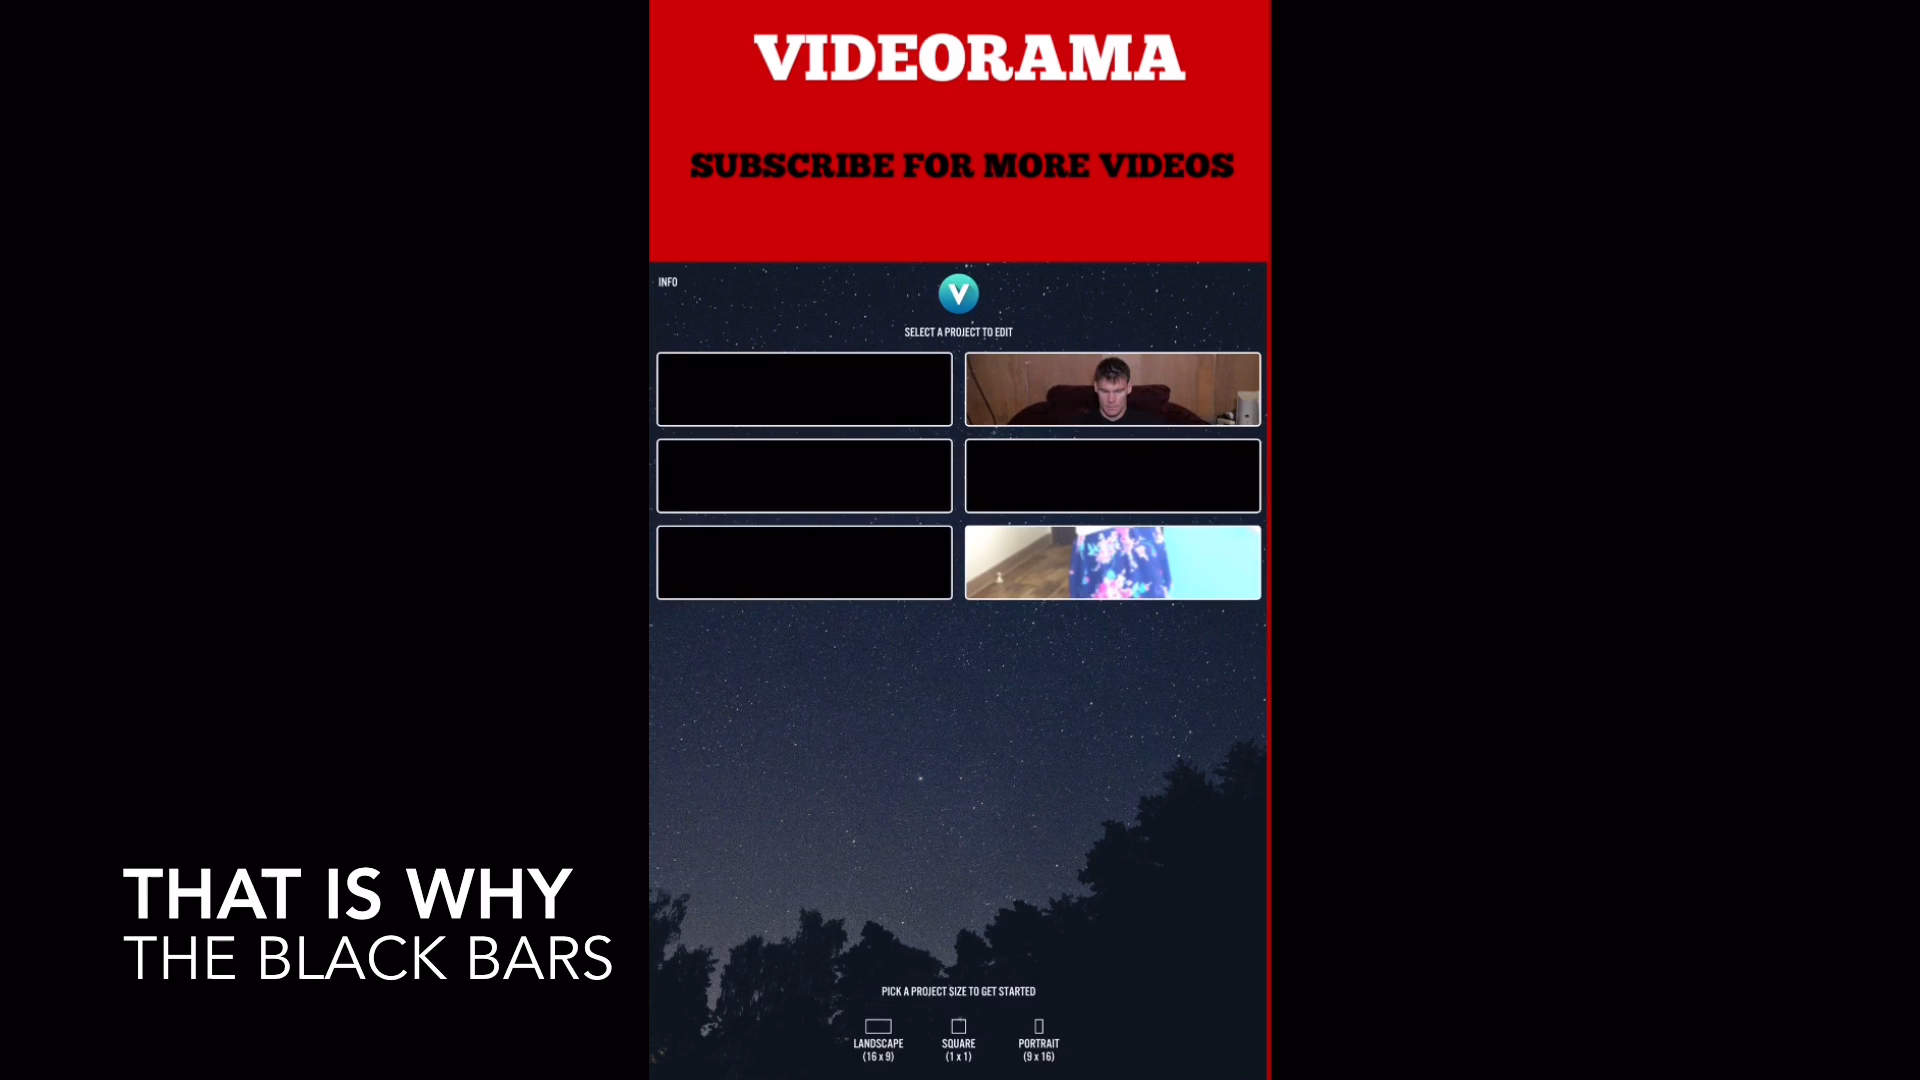 VIDEORAMA
SUBSCRIBE FOR MORE VIDEOS
INFO
V
SELECT A PROJECT TO EDIT
THAT IS WHY
THE BLACK BARS
PICK A PROJECT SIZE TO GET STARTED
LANDSCAPE
(16 x 9)
SQUARE
(1 x 1)
PORTRAIT
(9 x 16)